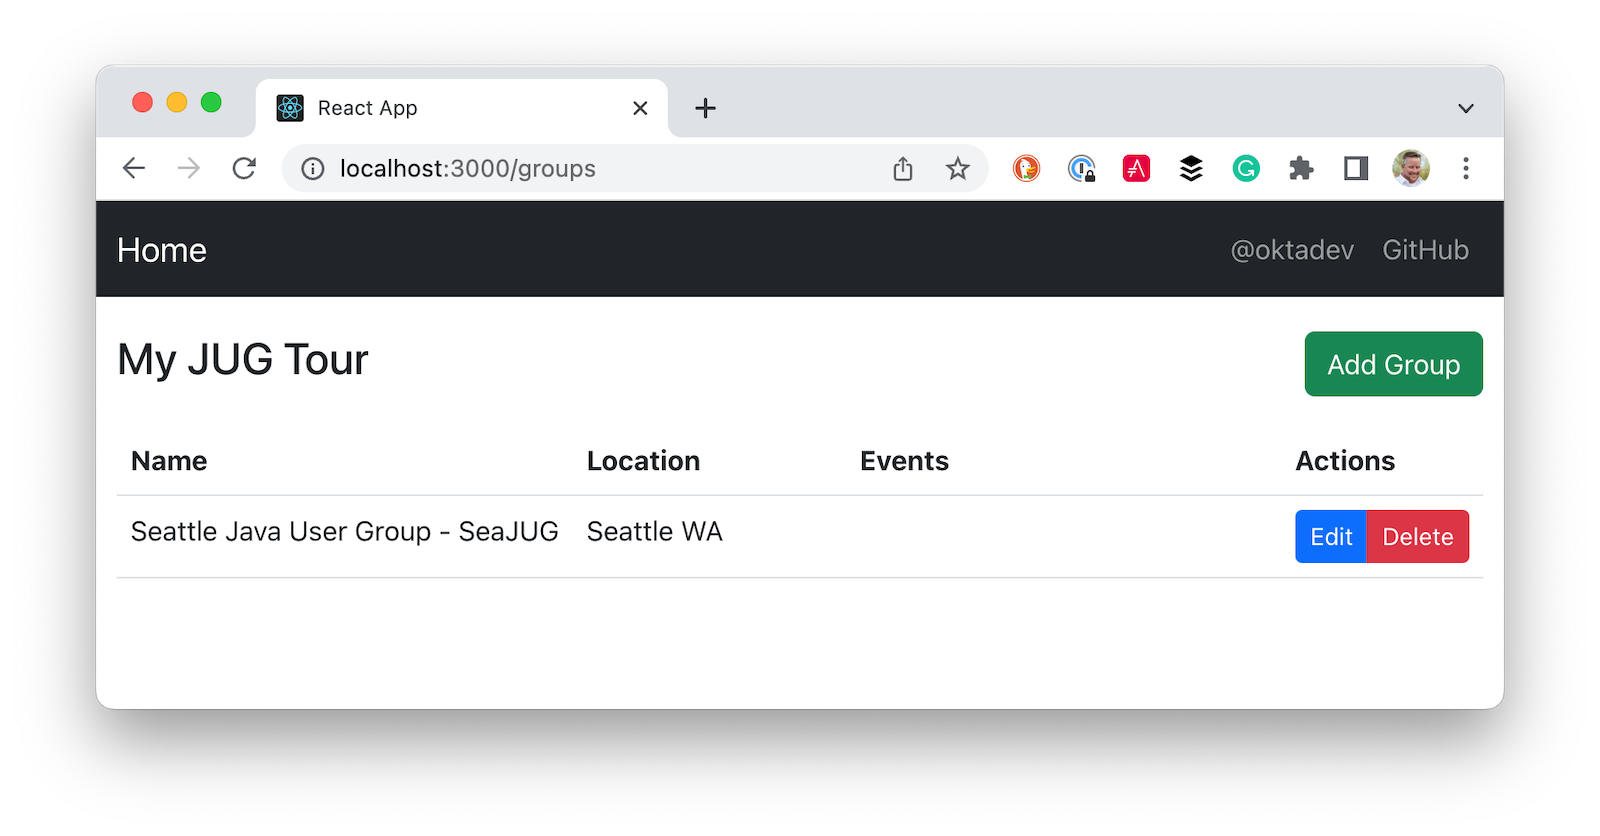 React App
localhost:3000/groups
Home @oktadev GitHub
My JUG Tour Add Group
Name Location Events Actions
Seattle Java User Group - SeaJUG Seattle WA Edit Delete